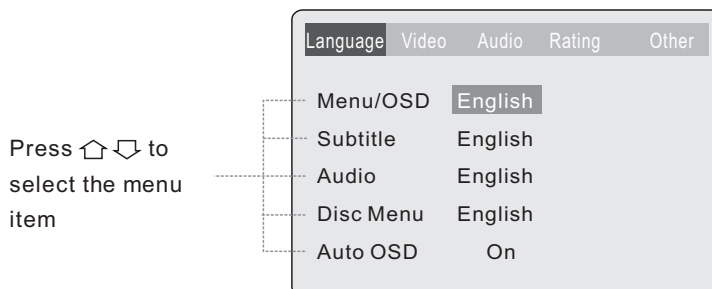 Language Video Audio Rating Other
Menu/OSD English
Subtitle English
Audio English
Disc Menu English
Auto OSD On
Press ⇧ ⇩ to
select the menu
item